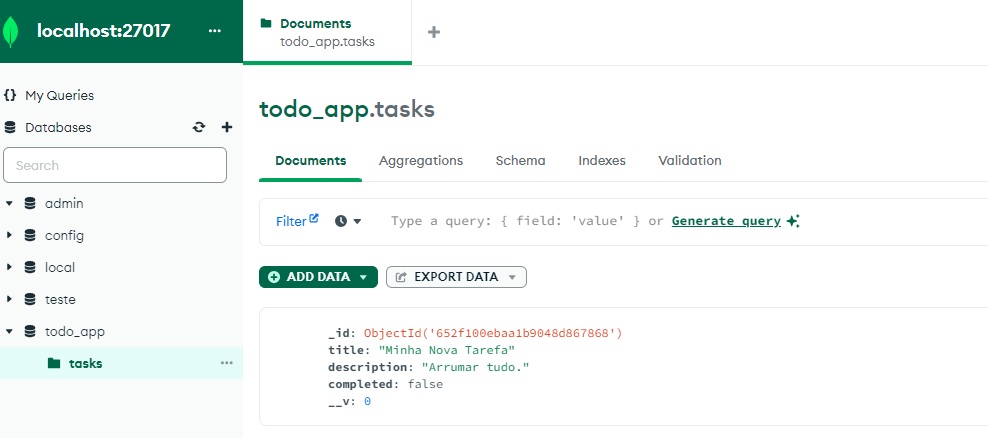 localhost:27017
...
{} My Queries
Databases
Search
admin
config
local
teste
todo_app
tasks
...
Documents
todo_app.tasks
+
todo_app.tasks
Documents Aggregations Schema Indexes Validation
Filter Type a query: { field: 'value' } or Generate query
ADD DATA EXPORT DATA
_id: ObjectId('652f100ebaa1b9048d867868')
title: "Minha Nova Tarefa"
description: "Arrumar tudo."
completed: false
__v: 0